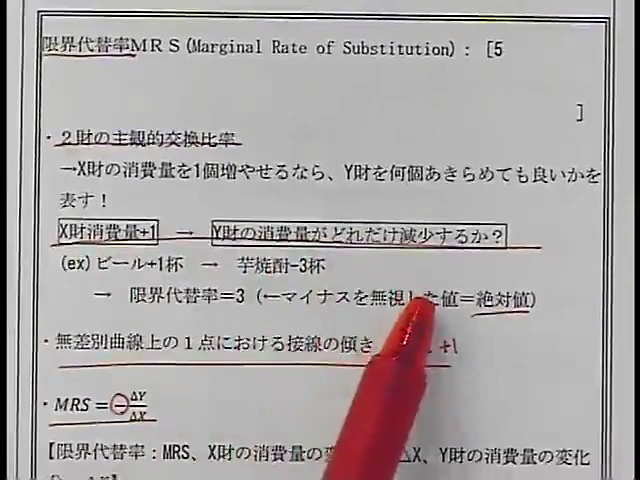 限界代替率MRS(Marginal Rate of Substitution): [5
]
・2財の主観的交換比率
→X財の消費量を1個増やせるなら、Y財を何個あきらめても良いかを
表す!
X財消費量+1 → Y財の消費量がどれだけ減少するか?
(ex)ビール+1杯 → 芋焼酎-3杯
→ 限界代替率=3 (←マイナスを無視した値=絶対値)
・無差別曲線上の1点における接線の傾き +1
・MRS=-ΔY/ΔX
【限界代替率:MRS、X財の消費量の変 △X、Y財の消費量の変化